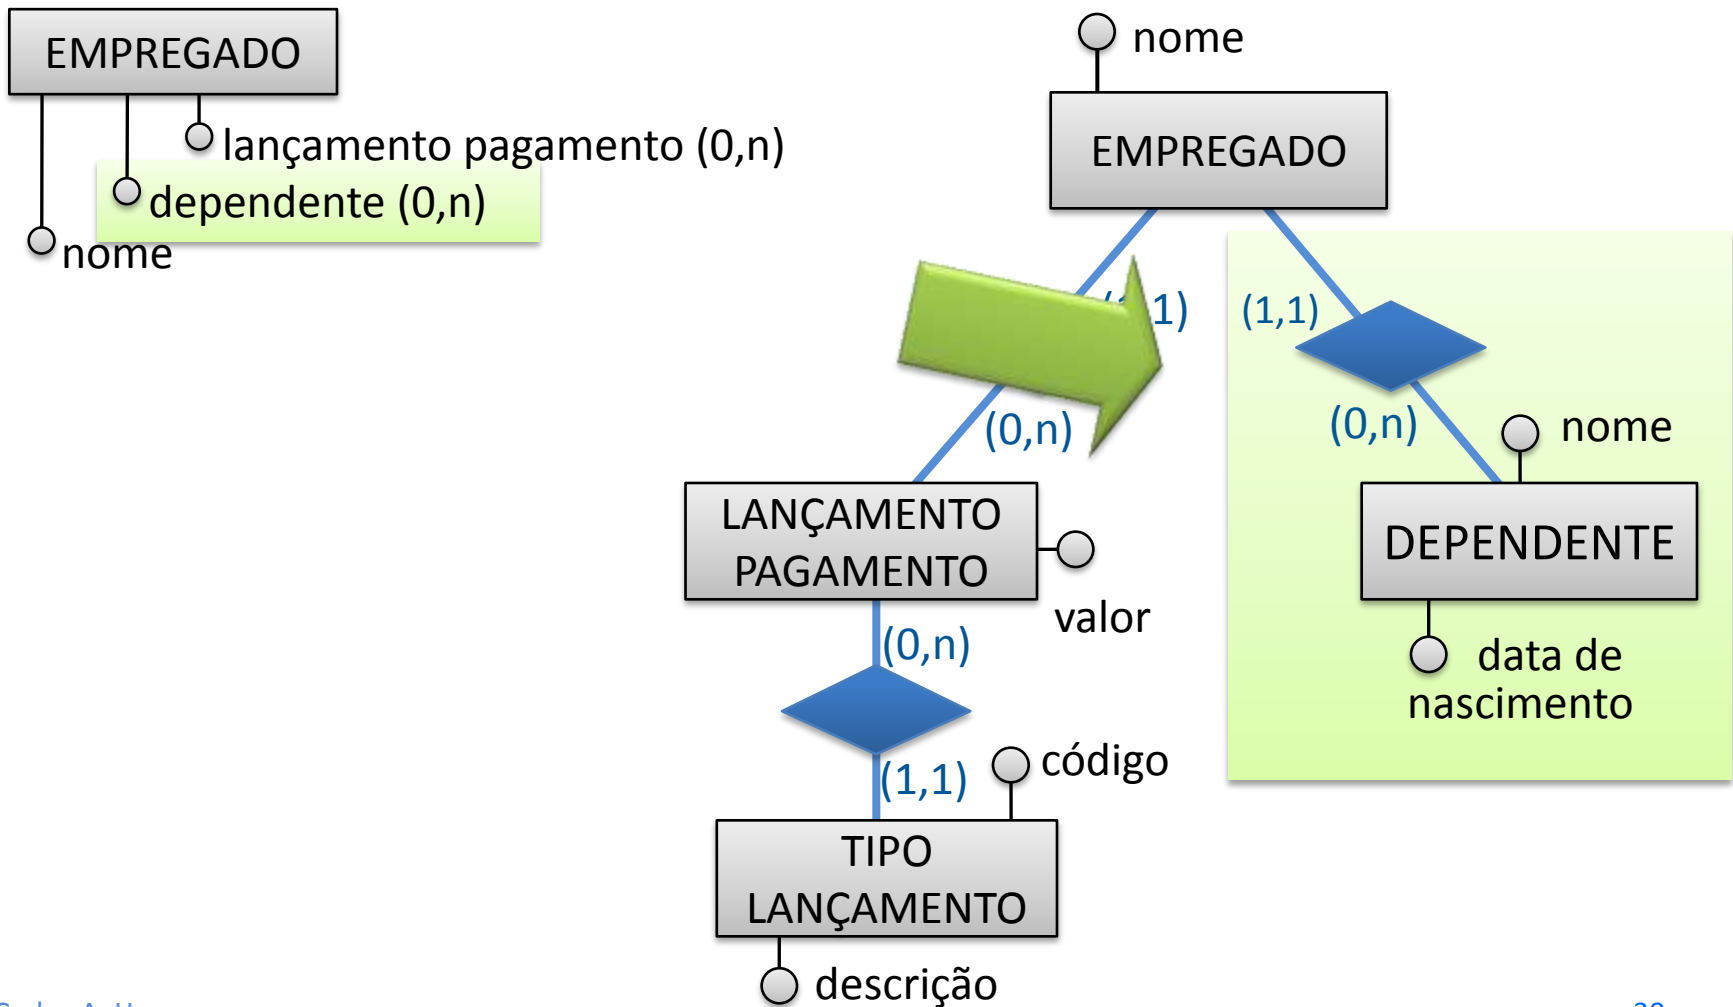 EMPREGADO
lançamento pagamento (0,n)
dependente (0,n)
nome
nome
EMPREGADO
1)
(1,1)
(0,n)
(0,n)
nome
LANÇAMENTO
PAGAMENTO
DEPENDENTE
valor
(0,n)
data de
nascimento
código
(1,1)
TIPO
LANÇAMENTO
descrição